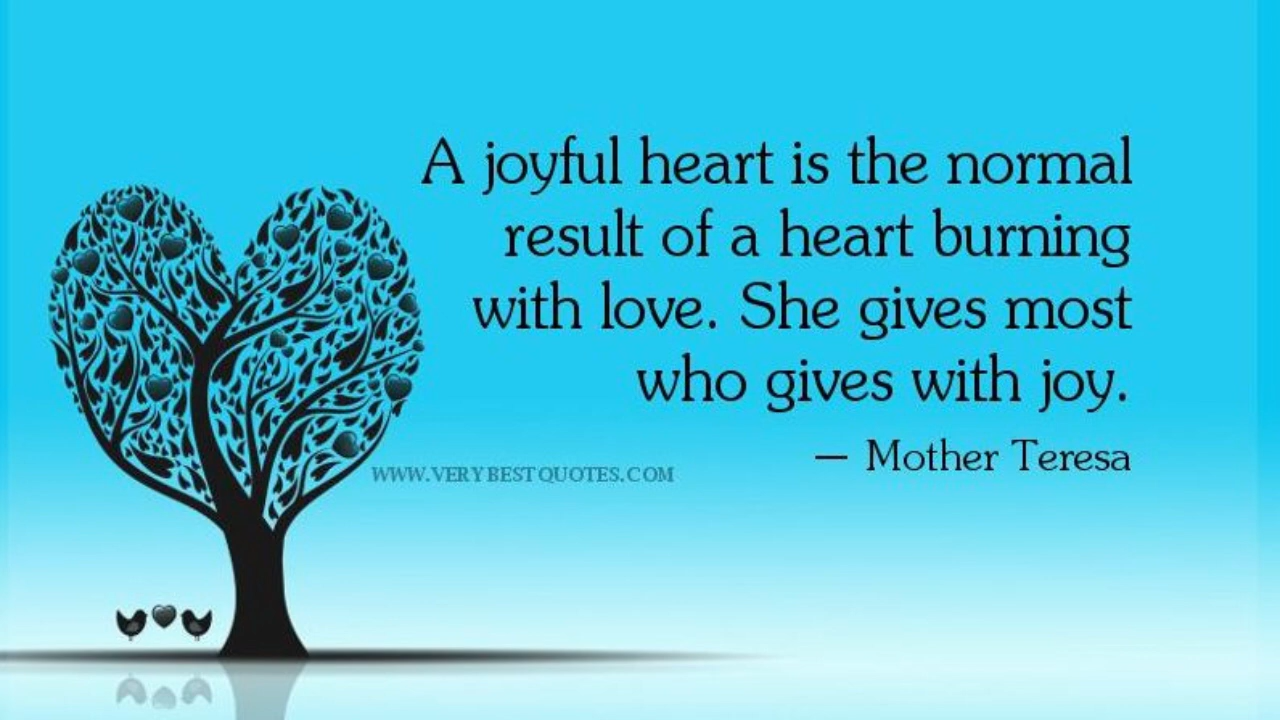 A joyful heart is the normal
result of a heart burning
with love. She gives most
who gives with joy.
— Mother Teresa
WWW.VERYBESTQUOTES.COM